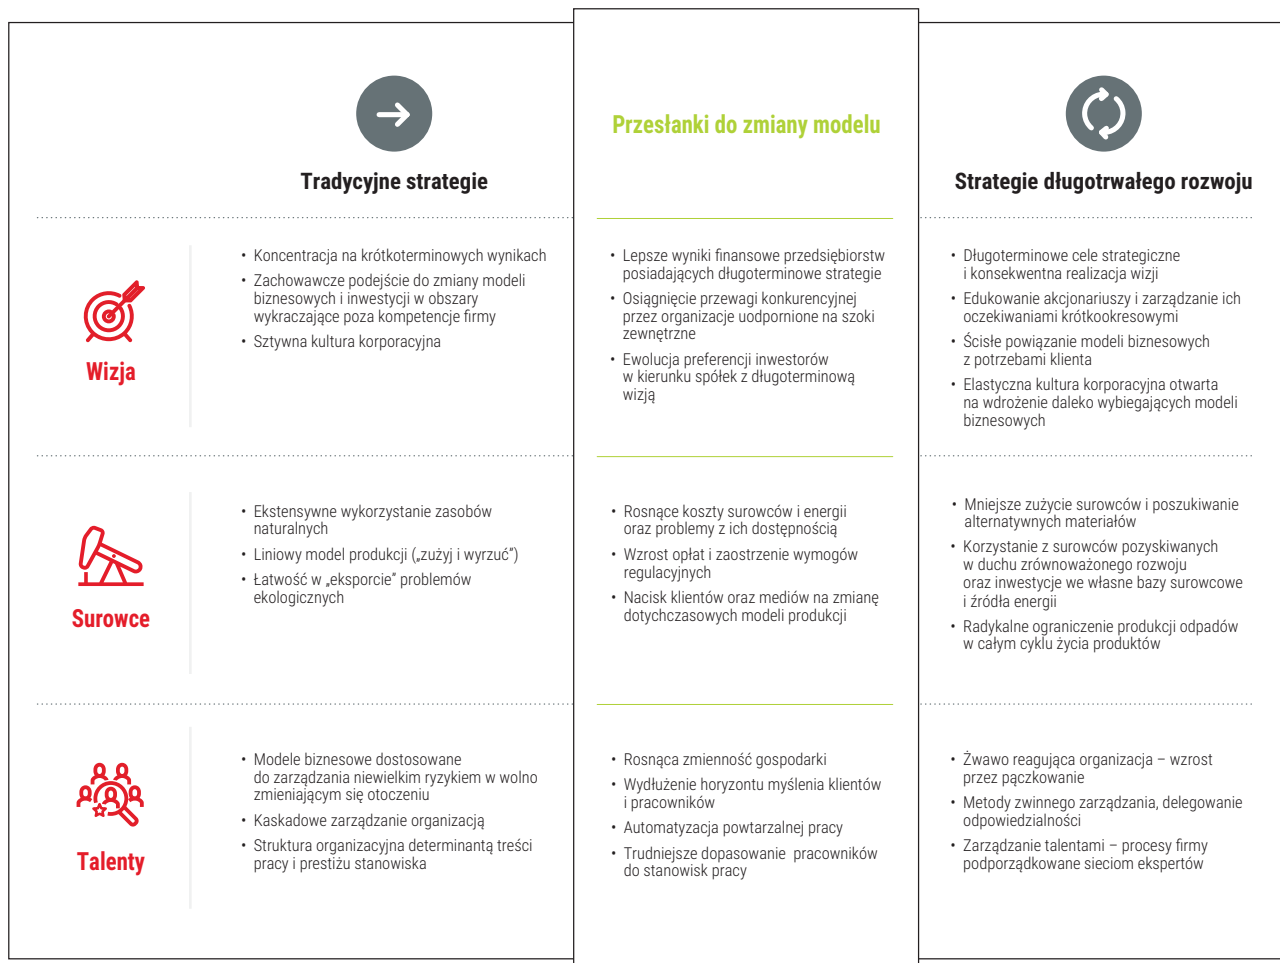 Przesłanki do zmiany modelu
Tradycyjne strategie
Strategie długotrwałego rozwoju
Wizja
• Koncentracja na krótkoterminowych wynikach
• Zachowawcze podejście do zmiany modeli
biznesowych i inwestycji w obszary
wykraczające poza kompetencje firmy
• Sztywna kultura korporacyjna
• Lepsze wyniki finansowe przedsiębiorstw
posiadających długoterminowe strategie
• Osiągnięcie przewagi konkurencyjnej
przez organizacje uodpornione na szoki
zewnętrzne
• Ewolucja preferencji inwestorów
w kierunku spółek z długoterminową
wizją
• Długoterminowe cele strategiczne
i konsekwentna realizacja wizji
• Edukowanie akcjonariuszy i zarządzanie ich
oczekiwaniami krótkookresowymi
• Ścisłe powiązanie modeli biznesowych
z potrzebami klienta
• Elastyczna kultura korporacyjna otwarta
na wdrożenie daleko wybiegających modeli
biznesowych
Surowce
• Ekstensywne wykorzystanie zasobów
naturalnych
• Liniowy model produkcji („zużyj i wyrzuć”)
• Łatwość w „eksporcie” problemów
ekologicznych
• Rosnące koszty surowców i energii
oraz problemy z ich dostępnością
• Wzrost opłat i zaostrzenie wymogów
regulacyjnych
• Nacisk klientów oraz mediów na zmianę
dotychczasowych modeli produkcji
• Mniejsze zużycie surowców i poszukiwanie
alternatywnych materiałów
• Korzystanie z surowców pozyskiwanych
w duchu zrównoważonego rozwoju
oraz inwestycje we własne bazy surowcowe
i źródła energii
• Radykalne ograniczenie produkcji odpadów
w całym cyklu życia produktów
Talenty
• Modele biznesowe dostosowane
do zarządzania niewielkim ryzykiem w wolno
zmieniającym się otoczeniu
• Kaskadowe zarządzanie organizacją
• Struktura organizacyjna determinantą treści
pracy i prestiżu stanowiska
• Rosnąca zmienność gospodarki
• Wydłużenie horyzontu myślenia klientów
i pracowników
• Automatyzacja powtarzalnej pracy
• Trudniejsze dopasowanie pracowników
do stanowisk pracy
• Żwawo reagująca organizacja – wzrost
przez pączkowanie
• Metody zwinnego zarządzania, delegowanie
odpowiedzialności
• Zarządzanie talentami – procesy firmy
podporządkowane sieciom ekspertów